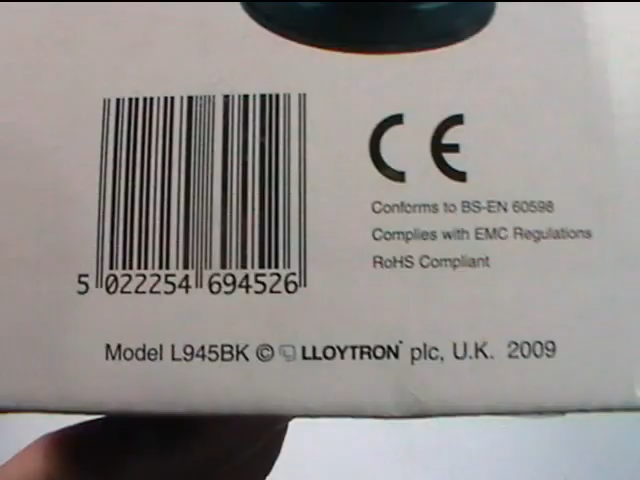 CE
Conforms to BS-EN 60598
Complies with EMC Regulations
RoHS Compliant
5 022254 694526
Model L945BK © LLOYTRON plc, U.K. 2009